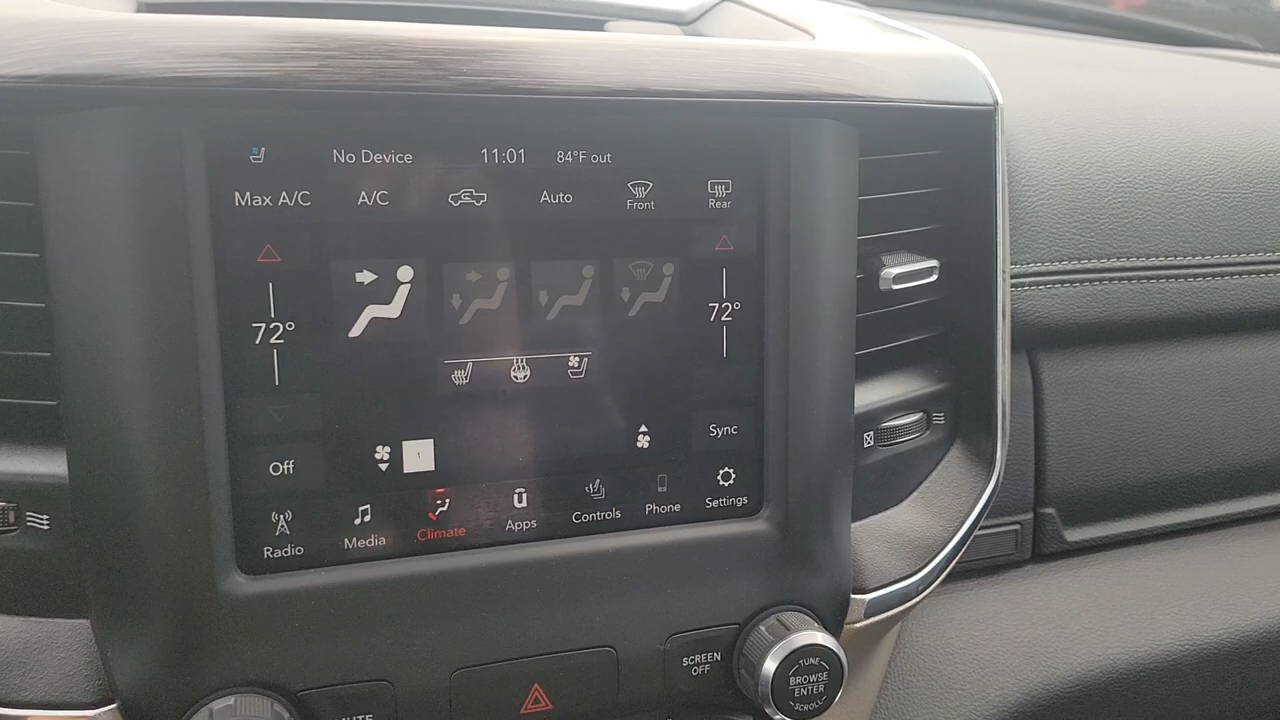 No Device 11:01 84°F out
Max A/C A/C Auto Front Rear
72° 72°
Sync
Off 1
Radio Media Climate Apps Controls Phone Settings
SCREEN
OFF
TUNE
BROWSE
ENTER
SCROLL
MUTE